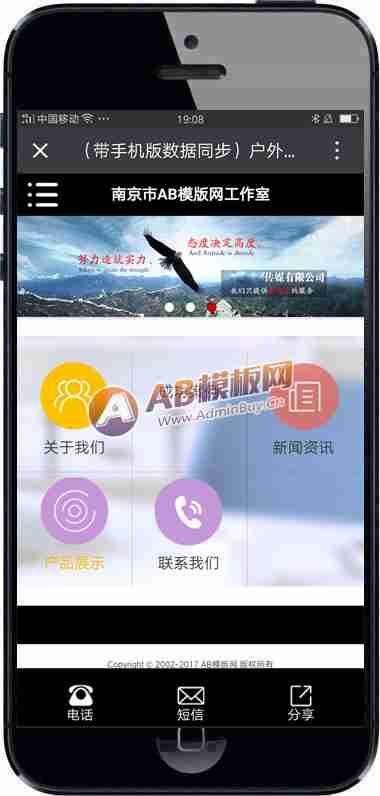 中国移动
19:08
（带手机版数据同步）户外...
南京市AB模版网工作室
态度决定高度、
努力造就实力、
And Attitude is
传媒有限公司
我们只提供
的服务
AB模板网
www.AdminBuy.Cn
关于我们
新闻资讯
产品展示
联系我们
Copyright © 2002-2017 AB模板网 版权所有
电话
短信
分享